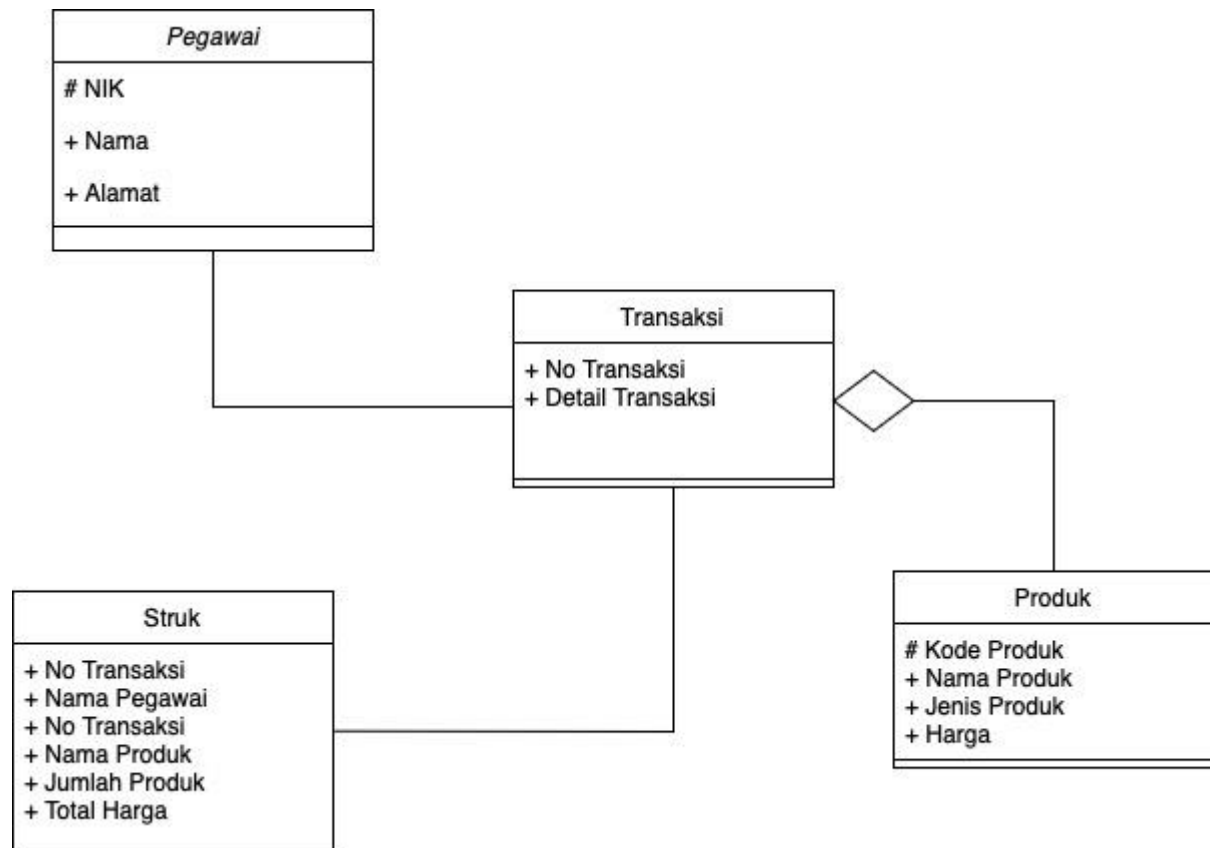 Pegawai
# NIK
+ Nama
+ Alamat
Transaksi
+ No Transaksi
+ Detail Transaksi
Struk
+ No Transaksi
+ Nama Pegawai
+ No Transaksi
+ Nama Produk
+ Jumlah Produk
+ Total Harga
Produk
# Kode Produk
+ Nama Produk
+ Jenis Produk
+ Harga